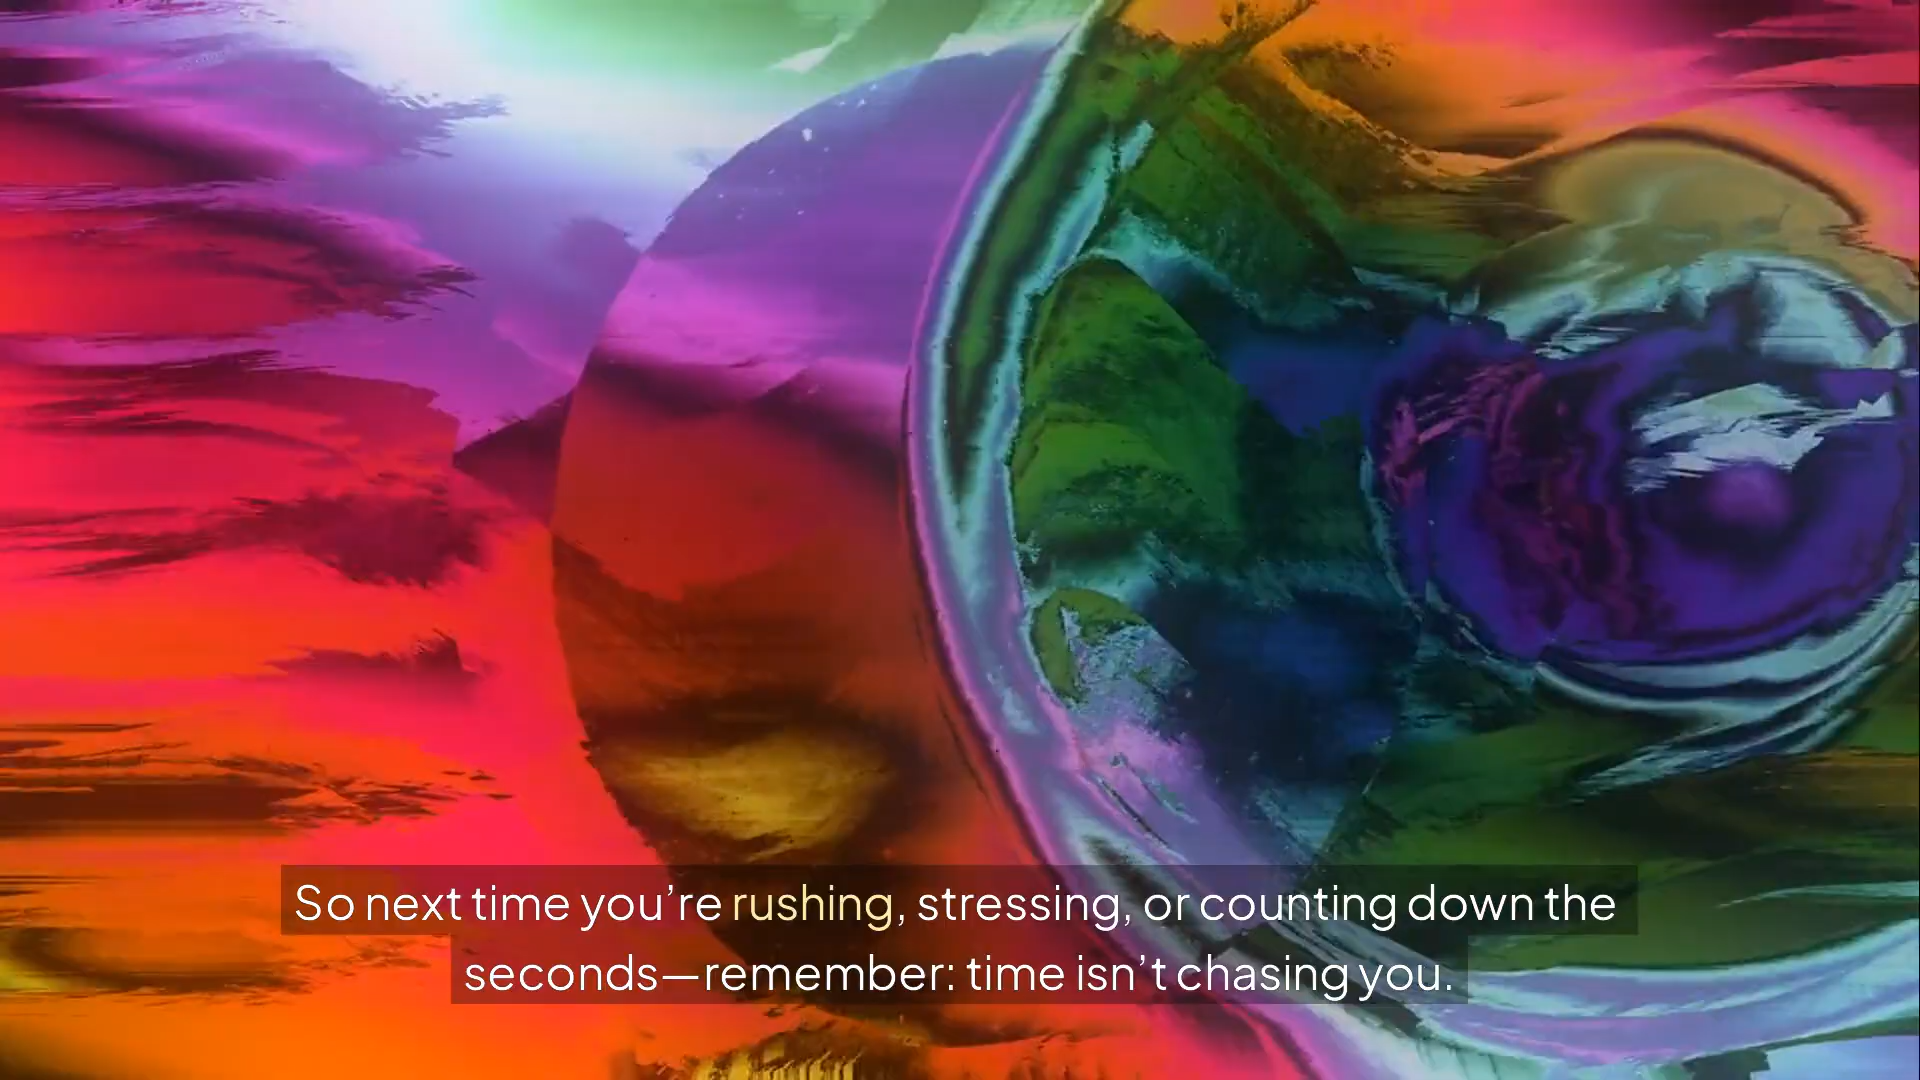 So next time you’re rushing, stressing, or counting down the
seconds—remember: time isn’t chasing you.